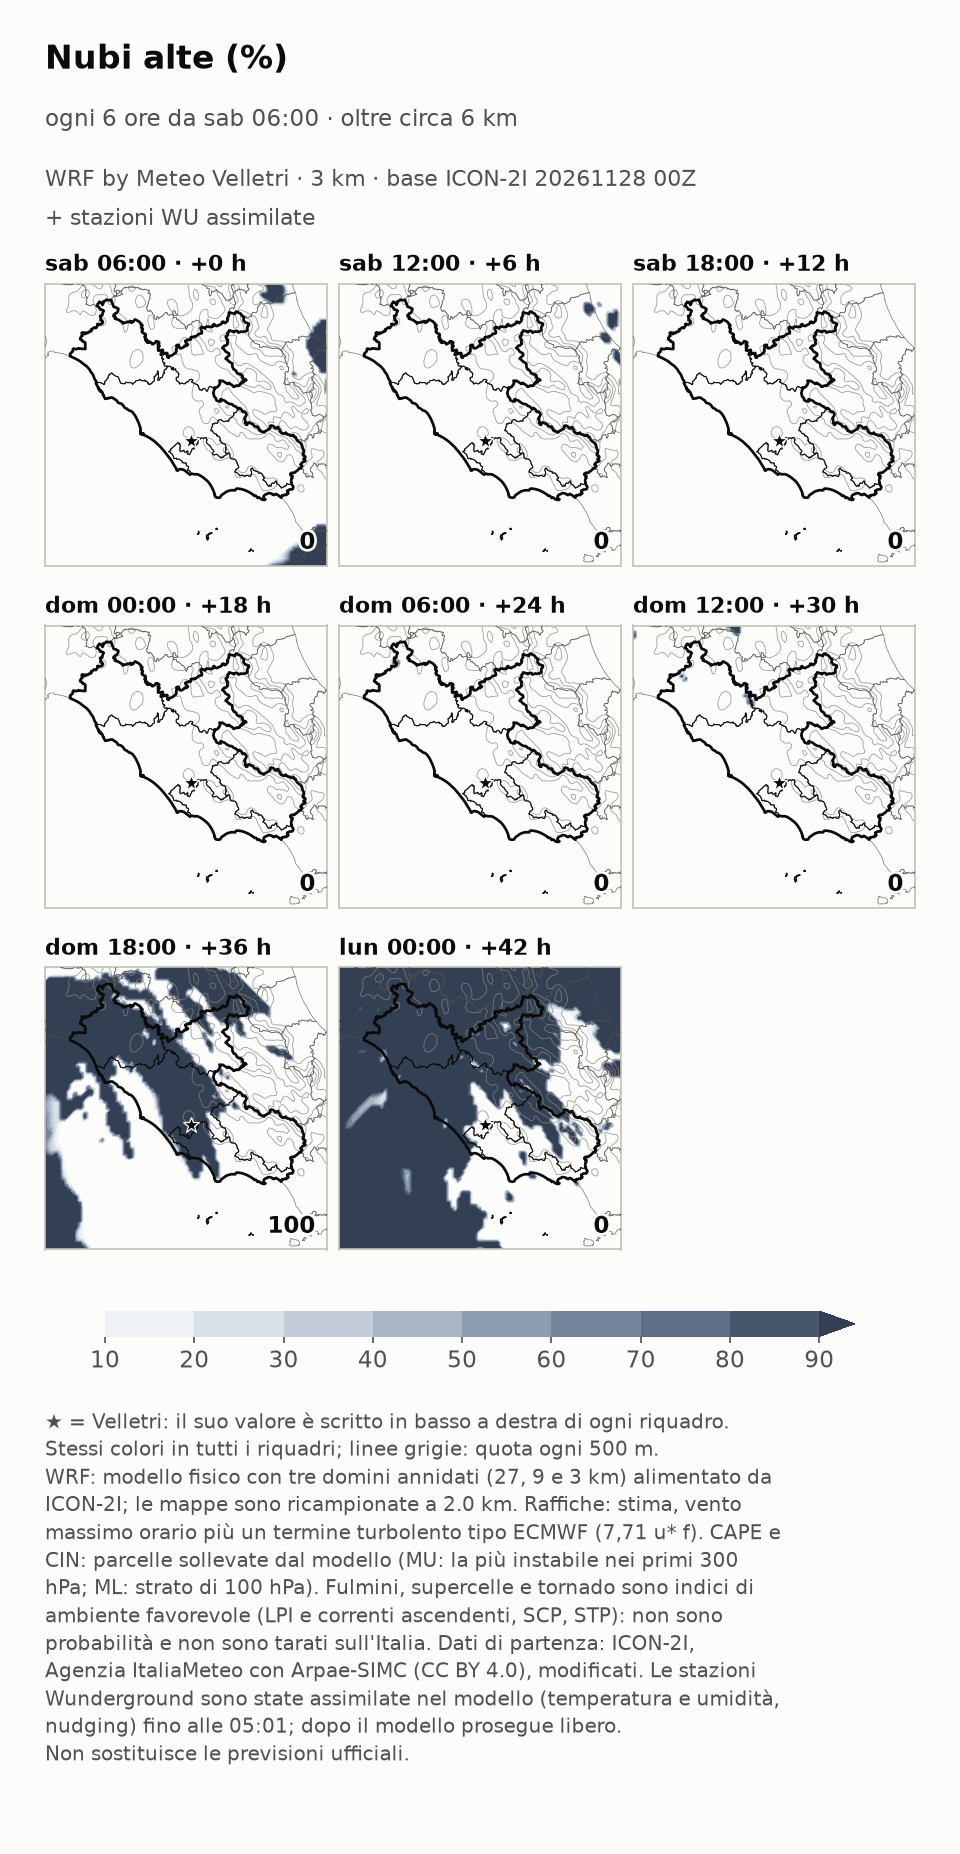 Nubi alte (%)
ogni 6 ore da sab 06:00 · oltre circa 6 km
WRF by Meteo Velletri · 3 km · base ICON-2I 20261128 00Z
+ stazioni WU assimilate
sab 06:00 · +0 h
sab 12:00 · +6 h
sab 18:00 · +12 h
0
0
0
dom 00:00 · +18 h
dom 06:00 · +24 h
dom 12:00 · +30 h
0
0
0
dom 18:00 · +36 h
lun 00:00 · +42 h
100
0
10 20 30 40 50 60 70 80 90
★ = Velletri: il suo valore è scritto in basso a destra di ogni riquadro.
Stessi colori in tutti i riquadri; linee grigie: quota ogni 500 m.
WRF: modello fisico con tre domini annidati (27, 9 e 3 km) alimentato da
ICON-2I; le mappe sono ricampionate a 2.0 km. Raffiche: stima, vento
massimo orario più un termine turbolento tipo ECMWF (7,71 u* f). CAPE e
CIN: parcelle sollevate dal modello (MU: la più instabile nei primi 300
hPa; ML: strato di 100 hPa). Fulmini, supercelle e tornado sono indici di
ambiente favorevole (LPI e correnti ascendenti, SCP, STP): non sono
probabilità e non sono tarati sull'Italia. Dati di partenza: ICON-2I,
Agenzia ItaliaMeteo con Arpae-SIMC (CC BY 4.0), modificati. Le stazioni
Wunderground sono state assimilate nel modello (temperatura e umidità,
nudging) fino alle 05:01; dopo il modello prosegue libero.
Non sostituisce le previsioni ufficiali.